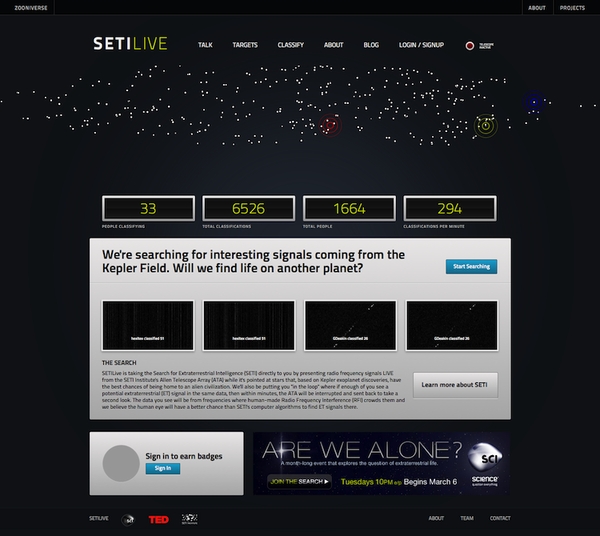 ZOONIVERSE ABOUT PROJECTS
SETILIVE TALK TARGETS CLASSIFY ABOUT BLOG LOGIN / SIGNUP TELESCOPE INACTIVE
33 6526 1664 294
PEOPLE CLASSIFYING TOTAL CLASSIFICATIONS TOTAL PEOPLE CLASSIFICATIONS PER MINUTE
We're searching for interesting signals coming from the
Kepler Field. Will we find life on another planet?
Start Searching
hexitex classified 51 hexitex classified 51 GDeakin classified 26 GDeakin classified 26
THE SEARCH
SETILive is taking the Search for Extraterrestrial Intelligence (SETI) directly to you by presenting radio frequency signals LIVE
from the SETI Institute's Allen Telescope Array (ATA) while it's pointed at stars that, based on Kepler exoplanet discoveries, have
the best chances of being home to an alien civilisation. We'll also be putting you "in the loop" where if enough of you see a
potential extraterrestrial (ET) signal in the same data, then within minutes, the ATA will be interrupted and sent back to take a
second look. The data you see will be from frequencies where human-made Radio Frequency Interference (RFI) crowds them and
we believe the human eye will have a better chance than SETI's computer algorithms to find ET signals there.
Learn more about SETI
Sign in to earn badges
Sign in
ARE WE ALONE?
A month-long event that explores the question of extraterrestrial life.
JOIN THE SEARCH
Tuesdays 10PM e/p Begins March 6
SCI
science
SETILIVE SCI TED ABOUT TEAM CONTACT